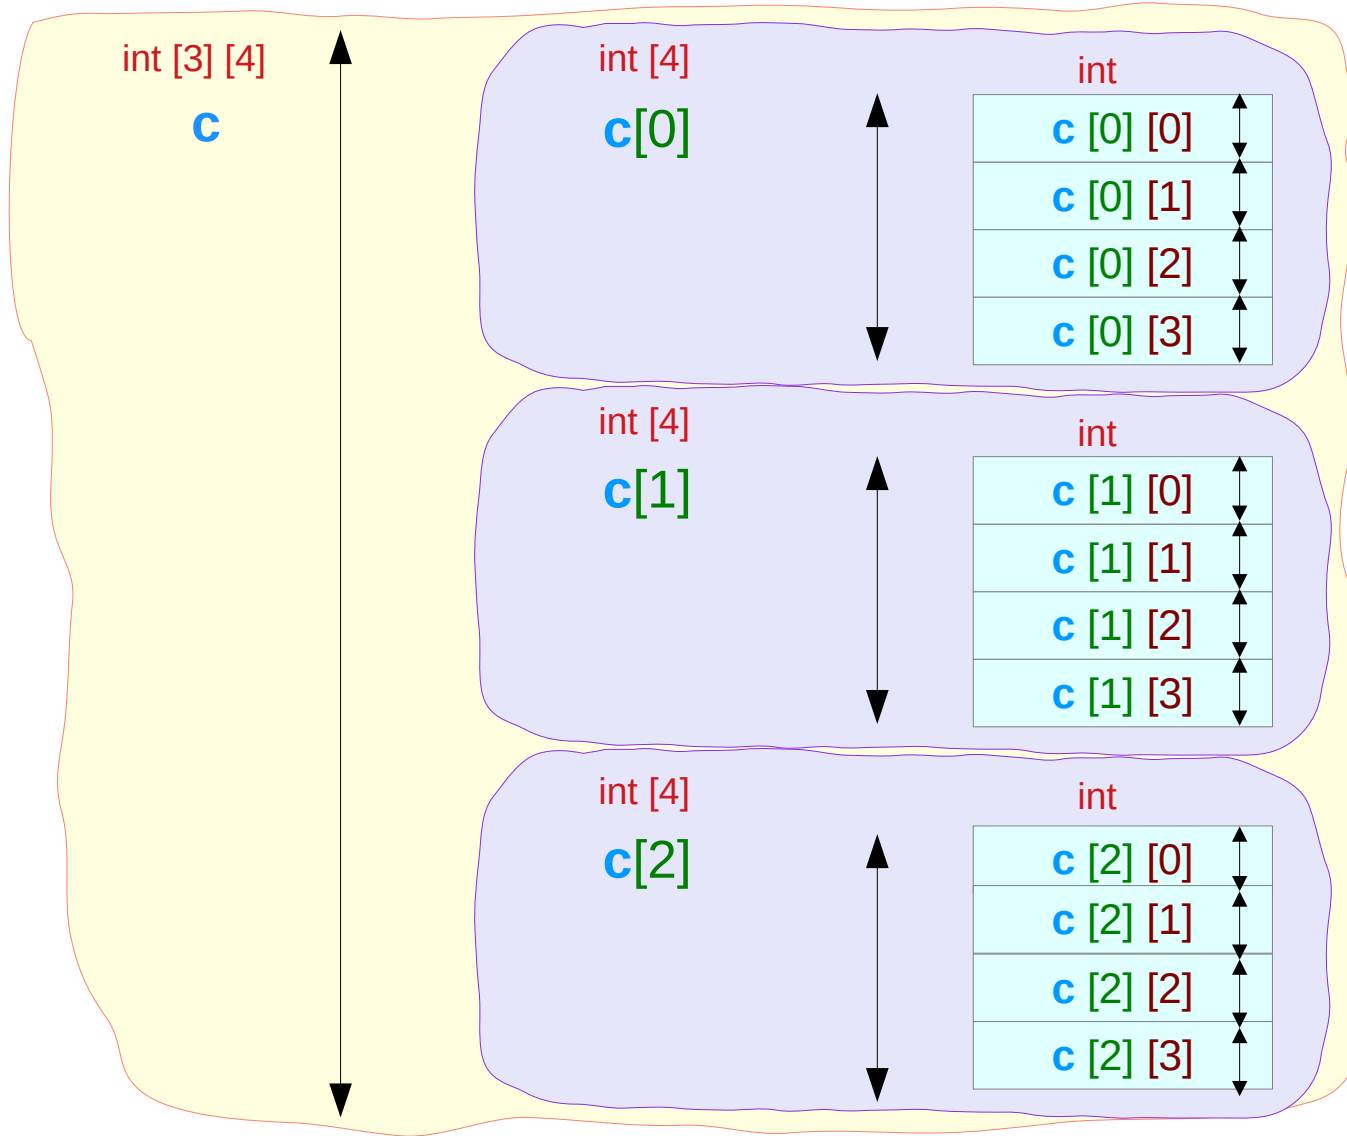 int [3] [4]
c
int [4]
c[0]
int
c [0] [0]
c [0] [1]
c [0] [2]
c [0] [3]
int [4]
c[1]
int
c [1] [0]
c [1] [1]
c [1] [2]
c [1] [3]
int [4]
c[2]
int
c [2] [0]
c [2] [1]
c [2] [2]
c [2] [3]